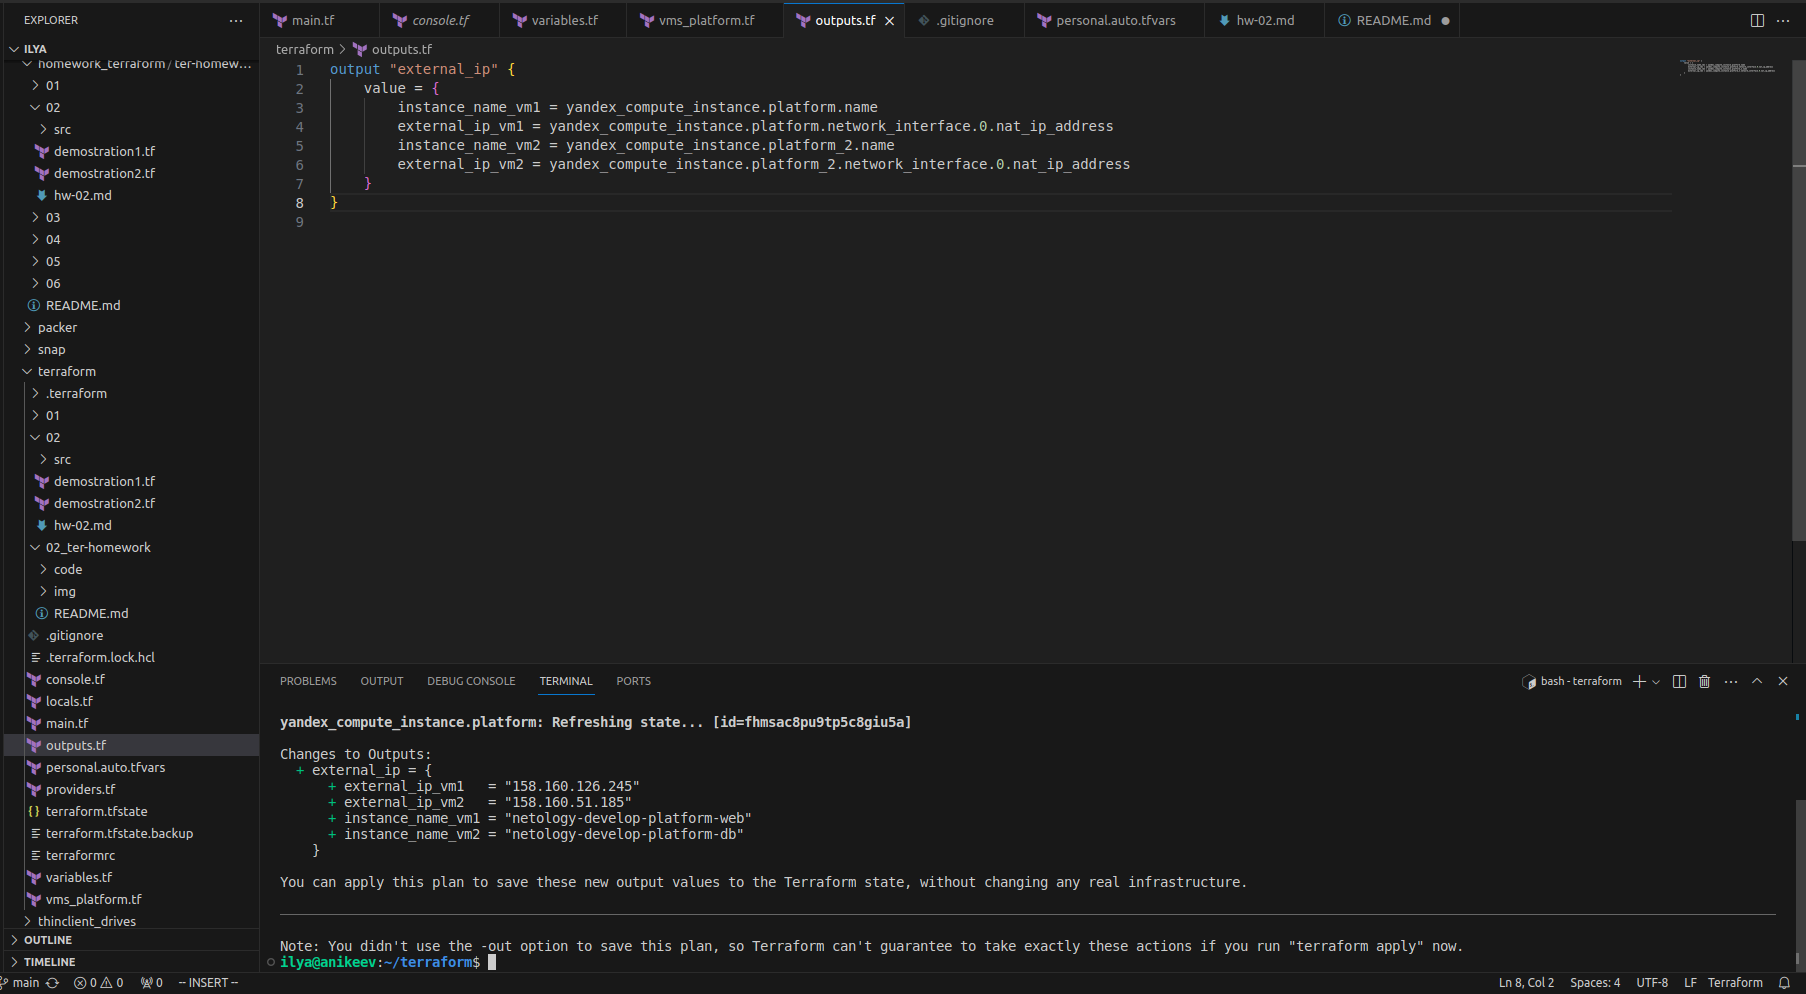 EXPLORER
ILYA
homework_terraform / ter-homew...
01
02
src
demostration1.tf
demostration2.tf
hw-02.md
03
04
05
06
README.md
packer
snap
terraform
.terraform
01
02
src
demostration1.tf
demostration2.tf
hw-02.md
02_ter-homework
code
img
README.md
.gitignore
.terraform.lock.hcl
console.tf
locals.tf
main.tf
outputs.tf
personal.auto.tfvars
providers.tf
terraform.tfstate
terraform.tfstate.backup
terraformrc
variables.tf
vms_platform.tf
thinclient_drives
OUTLINE
TIMELINE
main.tf console.tf variables.tf vms_platform.tf outputs.tf .gitignore personal.auto.tfvars hw-02.md README.md
terraform > outputs.tf
1 output "external_ip" {
2 value = {
3 instance_name_vm1 = yandex_compute_instance.platform.name
4 external_ip_vm1 = yandex_compute_instance.platform.network_interface.0.nat_ip_address
5 instance_name_vm2 = yandex_compute_instance.platform_2.name
6 external_ip_vm2 = yandex_compute_instance.platform_2.network_interface.0.nat_ip_address
7 }
8 }
9
PROBLEMS OUTPUT DEBUG CONSOLE TERMINAL PORTS
bash - terraform
yandex_compute_instance.platform: Refreshing state... [id=fhmsac8pu9tp5c8giu5a]
Changes to Outputs:
+ external_ip = {
+ external_ip_vm1 = "158.160.126.245"
+ external_ip_vm2 = "158.160.51.185"
+ instance_name_vm1 = "netology-develop-platform-web"
+ instance_name_vm2 = "netology-develop-platform-db"
}
You can apply this plan to save these new output values to the Terraform state, without changing any real infrastructure.
Note: You didn't use the -out option to save this plan, so Terraform can't guarantee to take exactly these actions if you run "terraform apply" now.
ilya@anikeev:~/terraform$
main 0 0 0 -- INSERT -- Ln 8, Col 2 Spaces: 4 UTF-8 LF Terraform